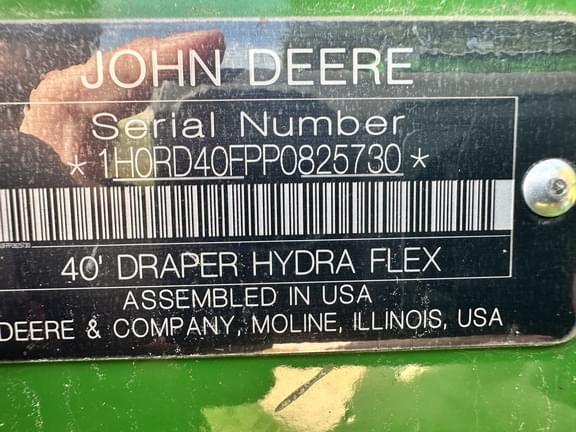 JOHN DEERE
Serial Number
*1H0RD40FPP0825730*
40' DRAPER HYDRA FLEX
ASSEMBLED IN USA
DEERE & COMPANY, MOLINE, ILLINOIS, USA